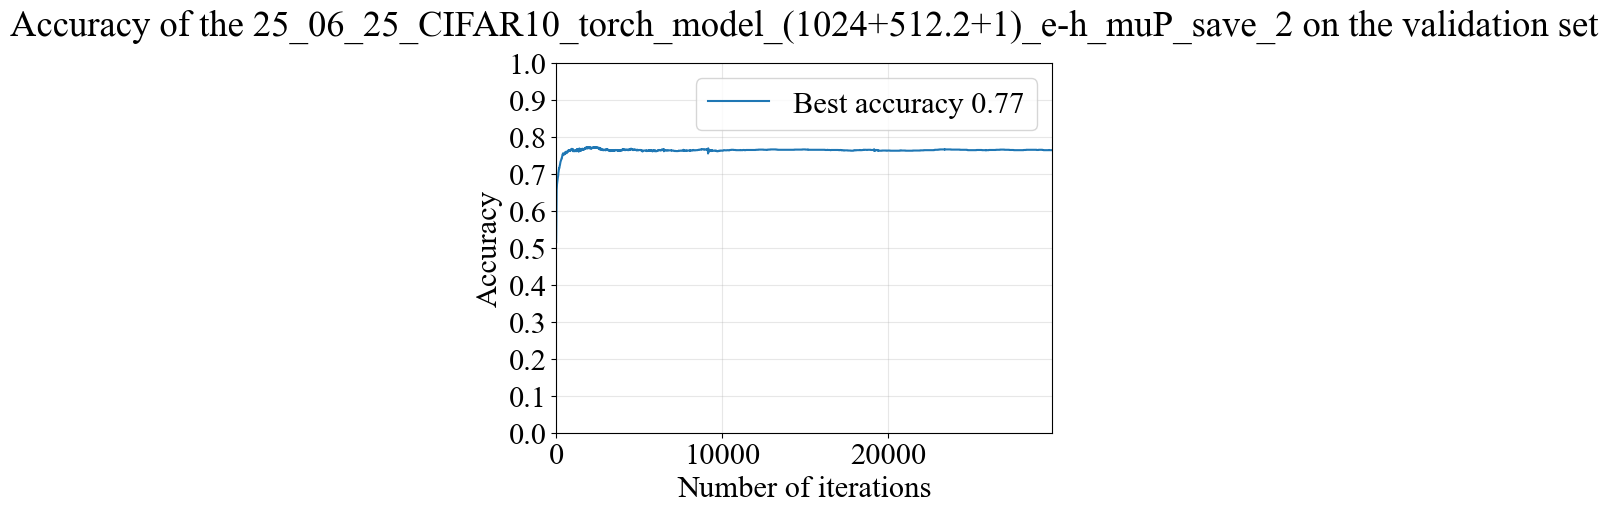 Accuracy of the 25_06_25_CIFAR10_torch_model_(1024+512.2+1)_e-h_muP_save_2 on the validation set
Best accuracy 0.77
1.0
0.9
0.8
0.7
0.6
0.5
0.4
0.3
0.2
0.1
0.0
Accuracy
0 10000 20000
Number of iterations